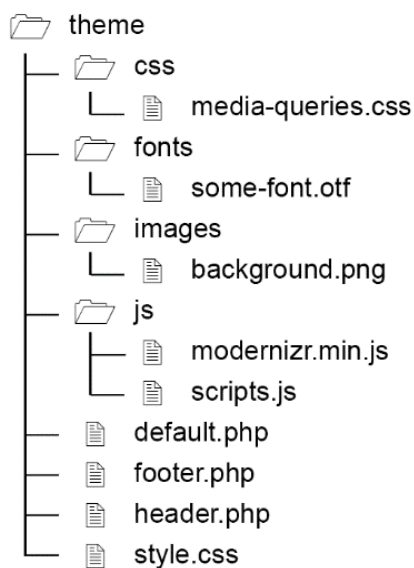 theme
css
media-queries.css
fonts
some-font.otf
images
background.png
js
modernizr.min.js
scripts.js
default.php
footer.php
header.php
style.css